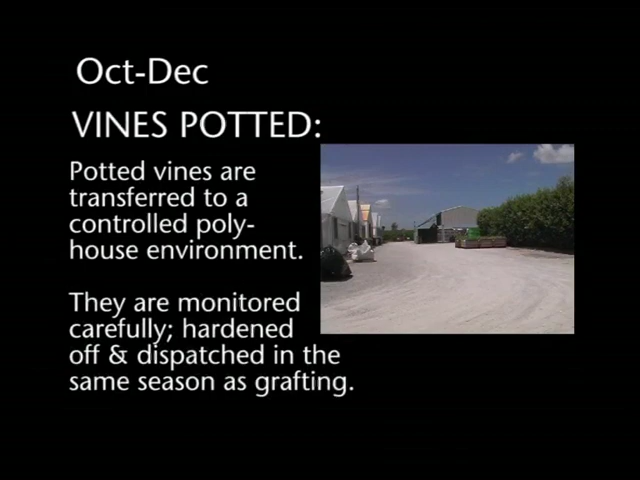 Oct-Dec
VINES POTTED:
Potted vines are
transferred to a
controlled poly-
house environment.
They are monitored
carefully; hardened
off & dispatched in the
same season as grafting.